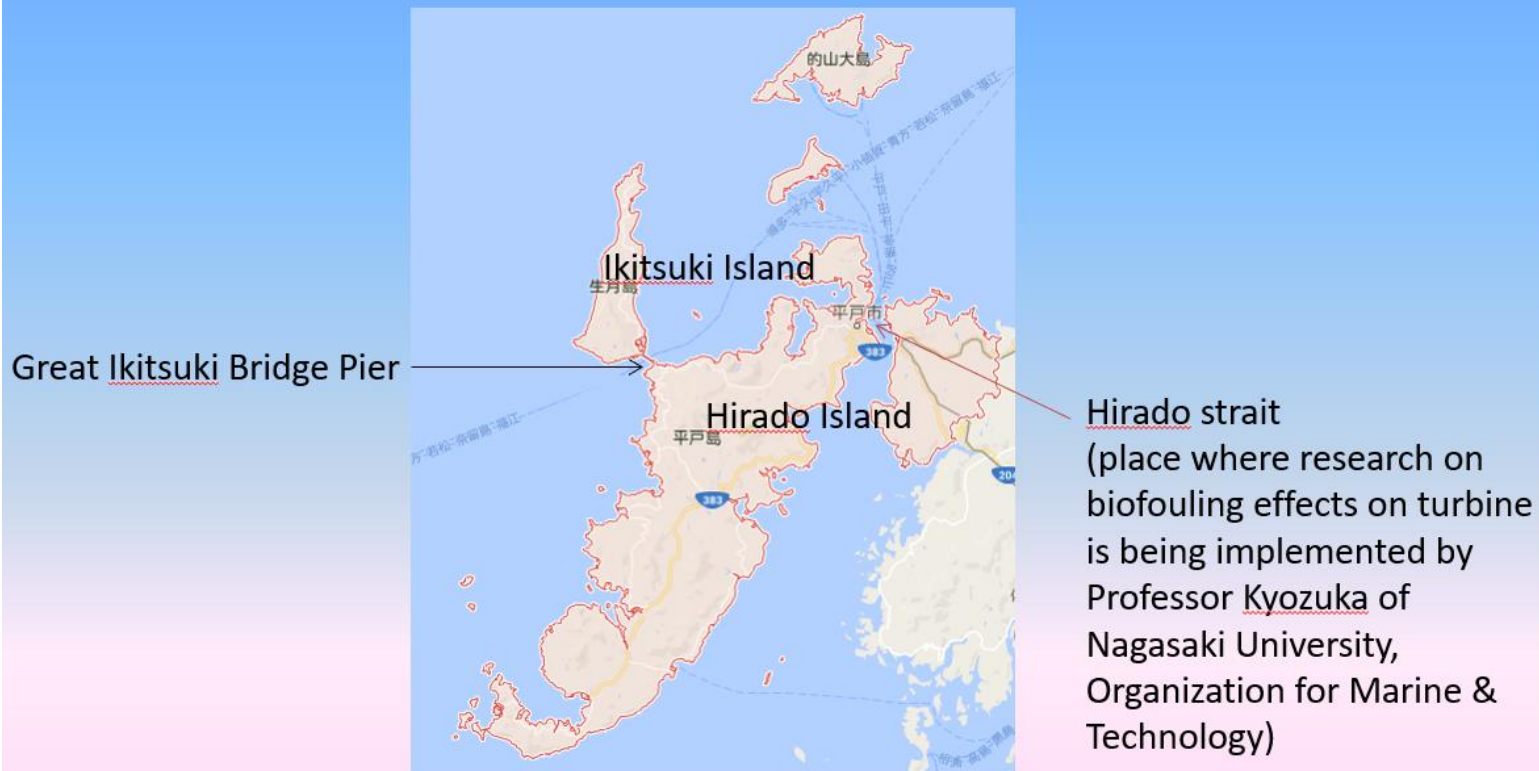 的山大島
Ikitsuki Island
生月島
平戸市
383
Great Ikitsuki Bridge Pier
Hirado Island
平戸島
383
204
Hirado strait
(place where research on
biofouling effects on turbine
is being implemented by
Professor Kyozuka of
Nagasaki University,
Organization for Marine &
Technology)